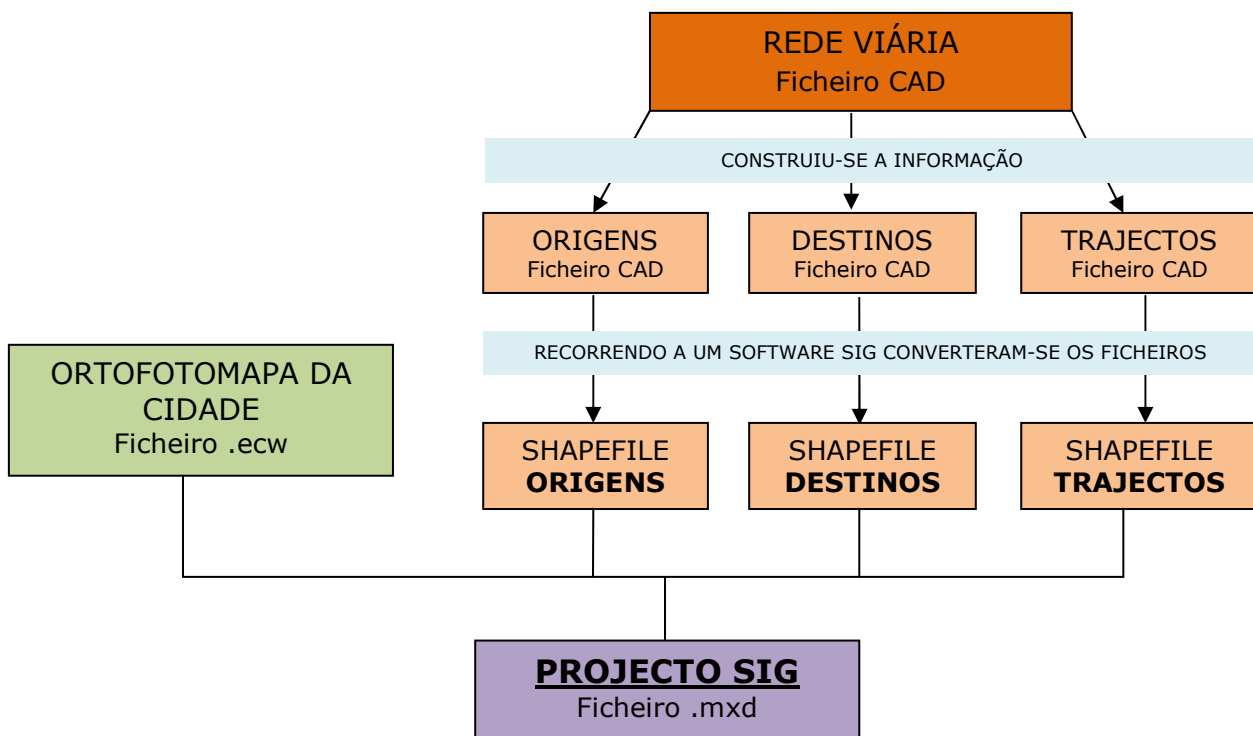 REDE VIÁRIA
Ficheiro CAD
CONSTRUIU-SE A INFORMAÇÃO
ORIGENS
Ficheiro CAD
DESTINOS
Ficheiro CAD
TRAJECTOS
Ficheiro CAD
RECORRENDO A UM SOFTWARE SIG CONVERTERAM-SE OS FICHEIROS
ORTOFOTOMAPA DA
CIDADE
Ficheiro .ecw
SHAPEFILE
ORIGENS
SHAPEFILE
DESTINOS
SHAPEFILE
TRAJECTOS
PROJECTO SIG
Ficheiro .mxd